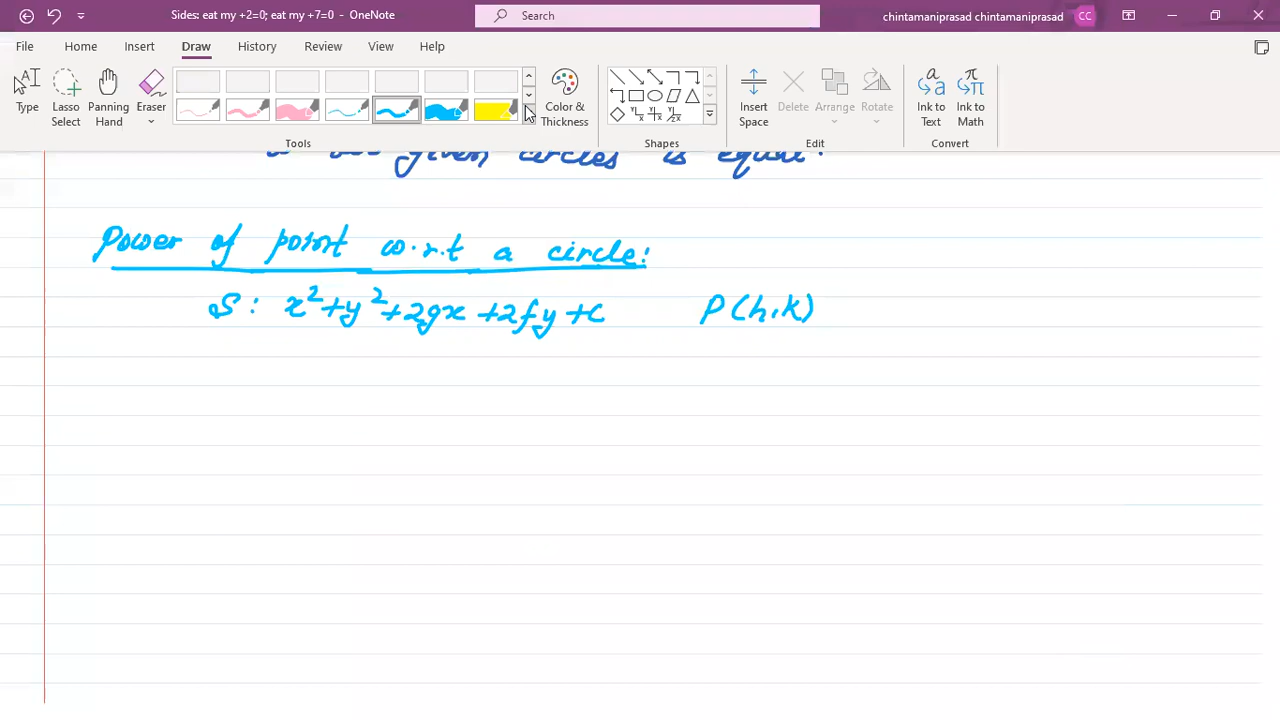 Sides: eat my +2=0; eat my +7=0 - OneNote
Search
chintamaniprasad chintamaniprasad CC
File Home Insert Draw History Review View Help
Type
Lasso Select
Panning Hand
Eraser
Color & Thickness
Insert Space
Delete
Arrange
Rotate
Ink to Text
Ink to Math
Tools Shapes Edit Convert
given circles is equal.
Power of point w.r.t a circle:
S: x²+y²+2gx+2fy+c P(h,k)